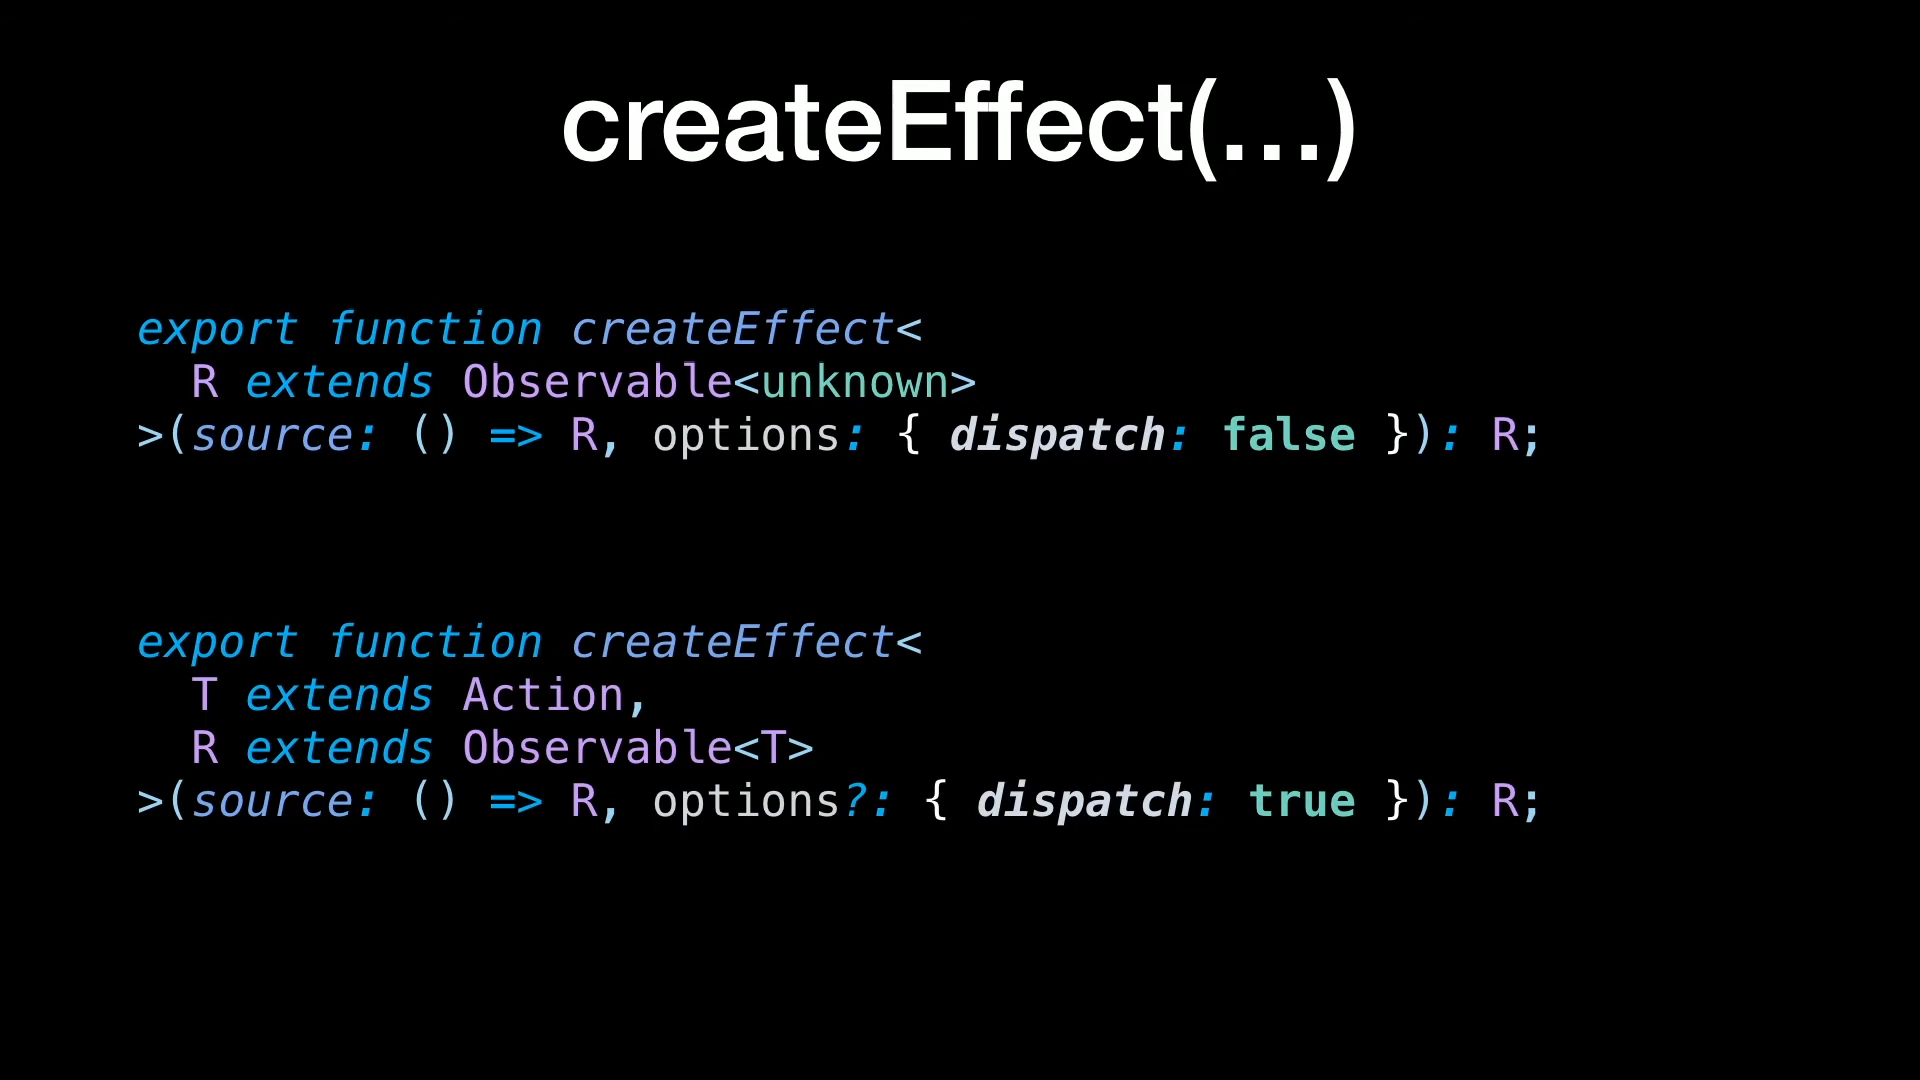 createEffect(…)
export function createEffect<
  R extends Observable<unknown>
>(source: () => R, options: { dispatch: false }): R;
export function createEffect<
  T extends Action,
  R extends Observable<T>
>(source: () => R, options?: { dispatch: true }): R;